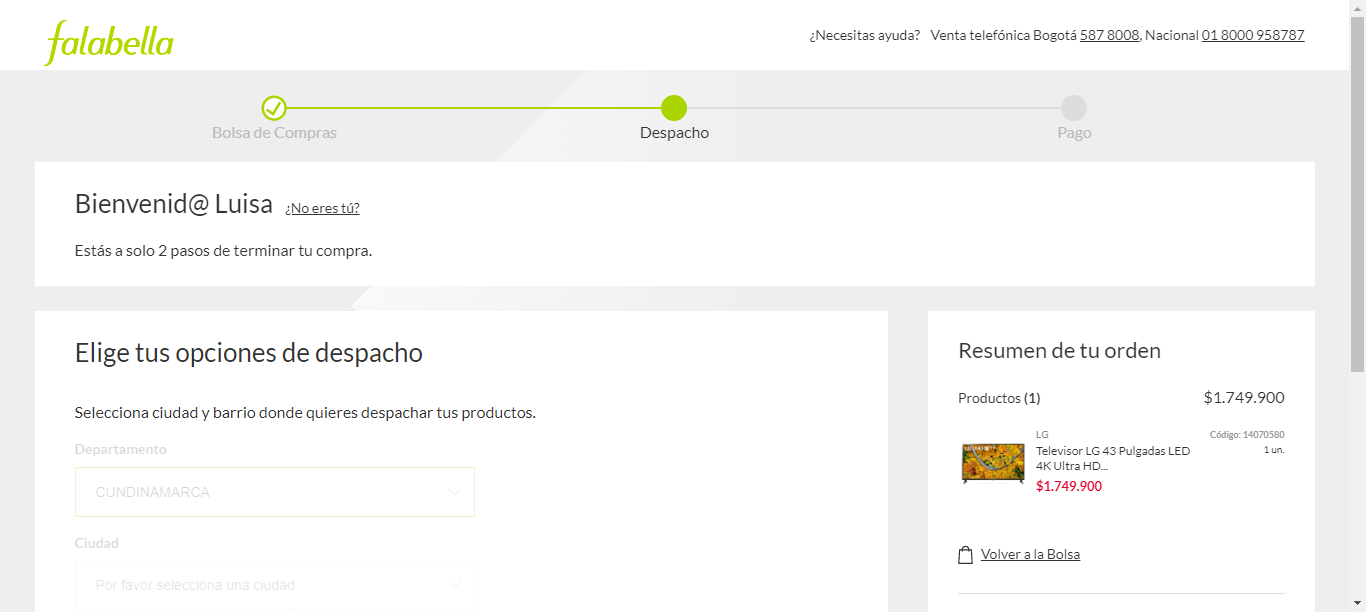 falabella
¿Necesitas ayuda? Venta telefónica Bogotá 587 8008, Nacional 01 8000 958787
Bolsa de Compras
Despacho
Pago
Bienvenid@ Luisa ¿No eres tú?
Estás a solo 2 pasos de terminar tu compra.
Elige tus opciones de despacho
Selecciona ciudad y barrio donde quieres despachar tus productos.
Departamento
CUNDINAMARCA
Ciudad
Por favor selecciona una ciudad
Resumen de tu orden
Productos (1) $1.749.900
LG Código: 14070580
Televisor LG 43 Pulgadas LED 1 un.
4K Ultra HD...
$1.749.900
Volver a la Bolsa